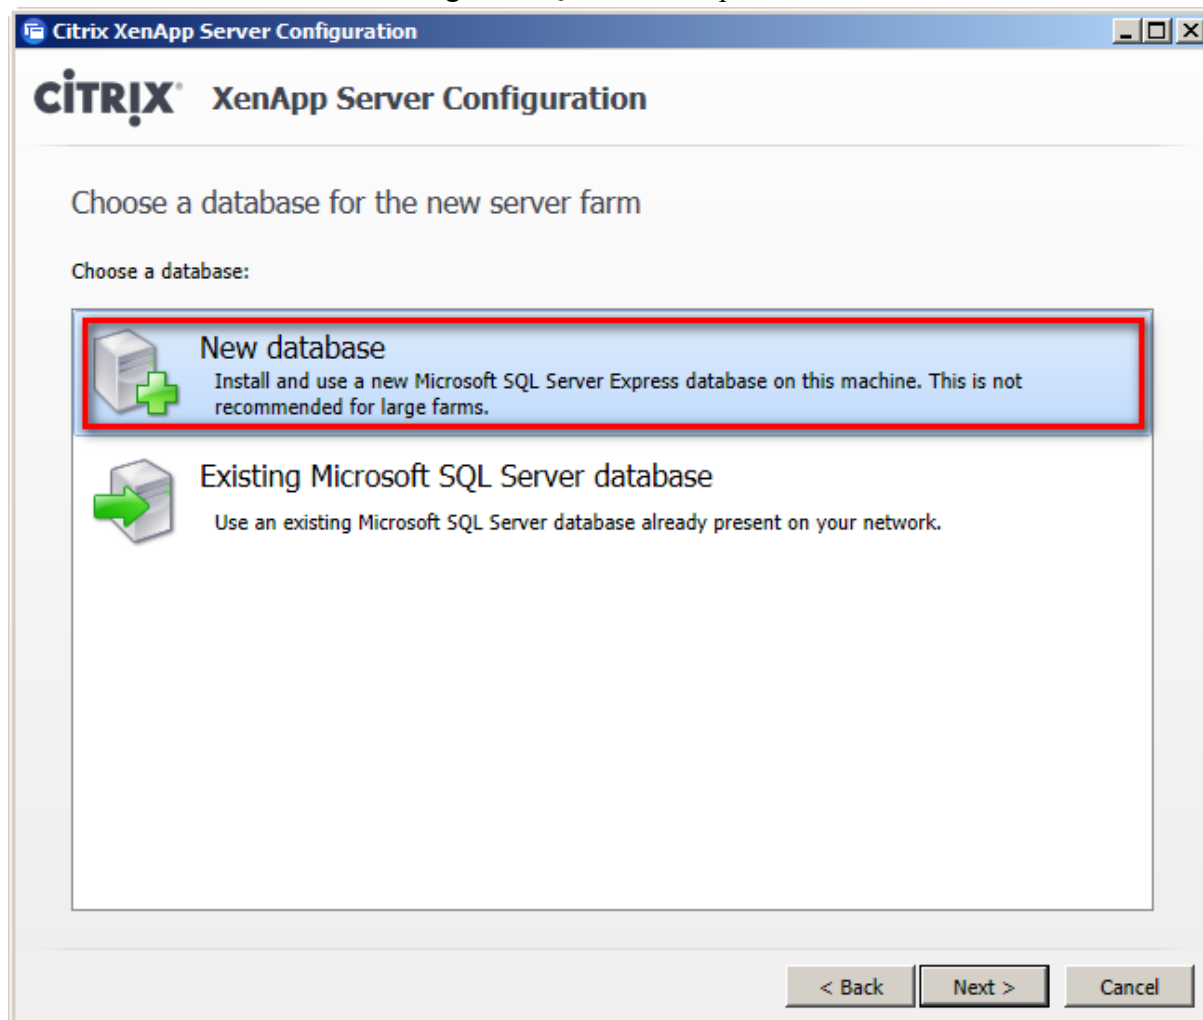 Citrix XenApp Server Configuration
CİTRIX XenApp Server Configuration
Choose a database for the new server farm
Choose a database:
New database
Install and use a new Microsoft SQL Server Express database on this machine. This is not
recommended for large farms.
Existing Microsoft SQL Server database
Use an existing Microsoft SQL Server database already present on your network.
< Back Next > Cancel